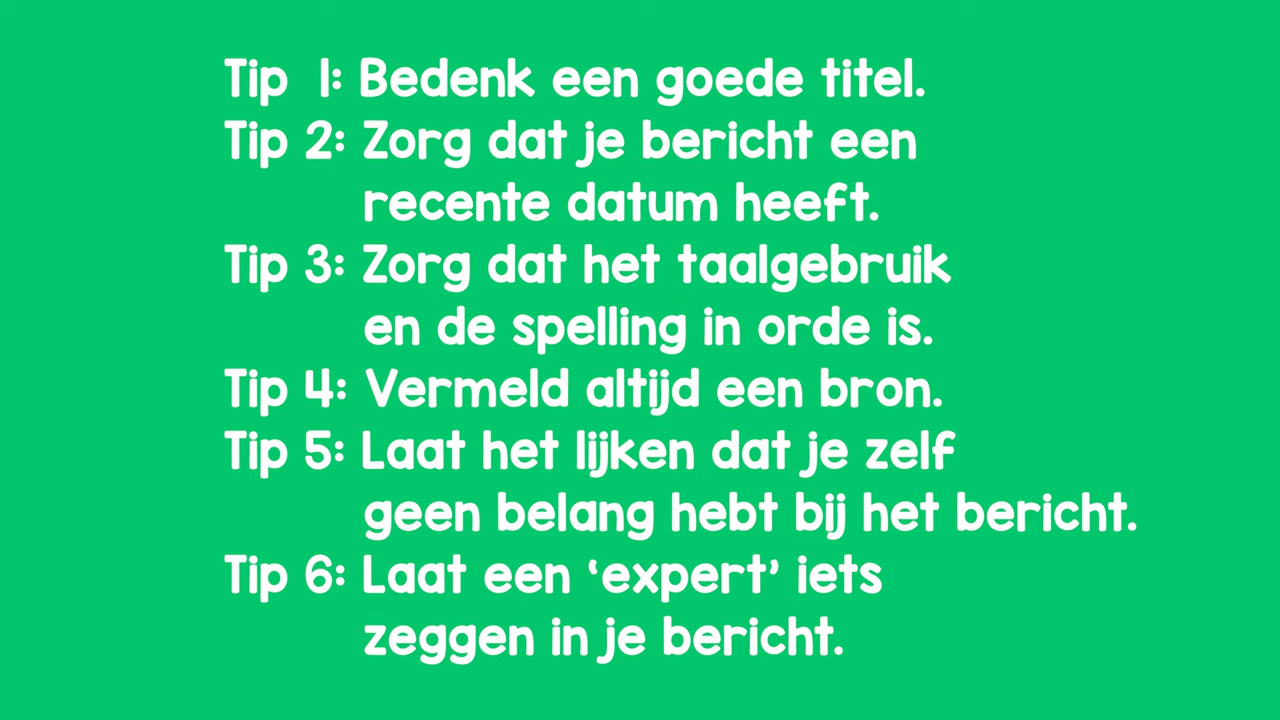 Tip 1: Bedenk een goede titel.
Tip 2: Zorg dat je bericht een
recente datum heeft.
Tip 3: Zorg dat het taalgebruik
en de spelling in orde is.
Tip 4: Vermeld altijd een bron.
Tip 5: Laat het lijken dat je zelf
geen belang hebt bij het bericht.
Tip 6: Laat een ‘expert’ iets
zeggen in je bericht.